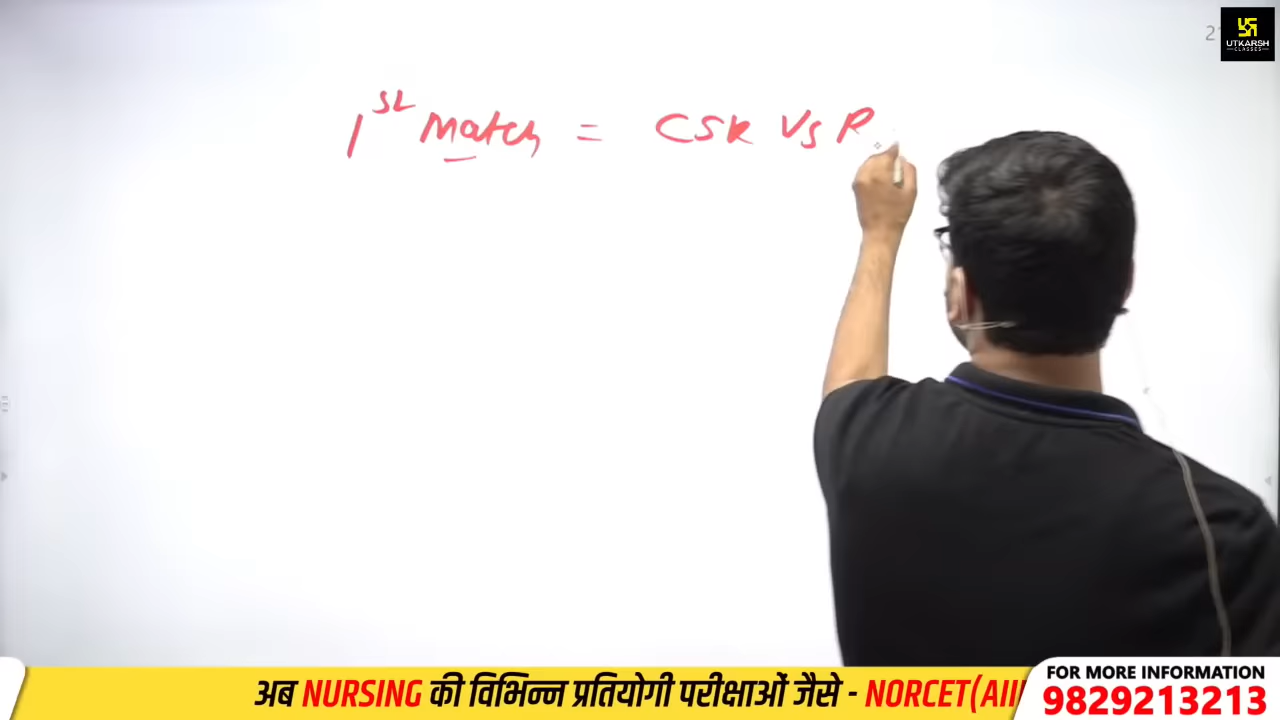 UTKARSH
CLASSES
1st Match = CSK Vs R
अब NURSING की विभिन्न प्रतियोगी परीक्षाओं जैसे - NORCET(AII
FOR MORE INFORMATION
9829213213